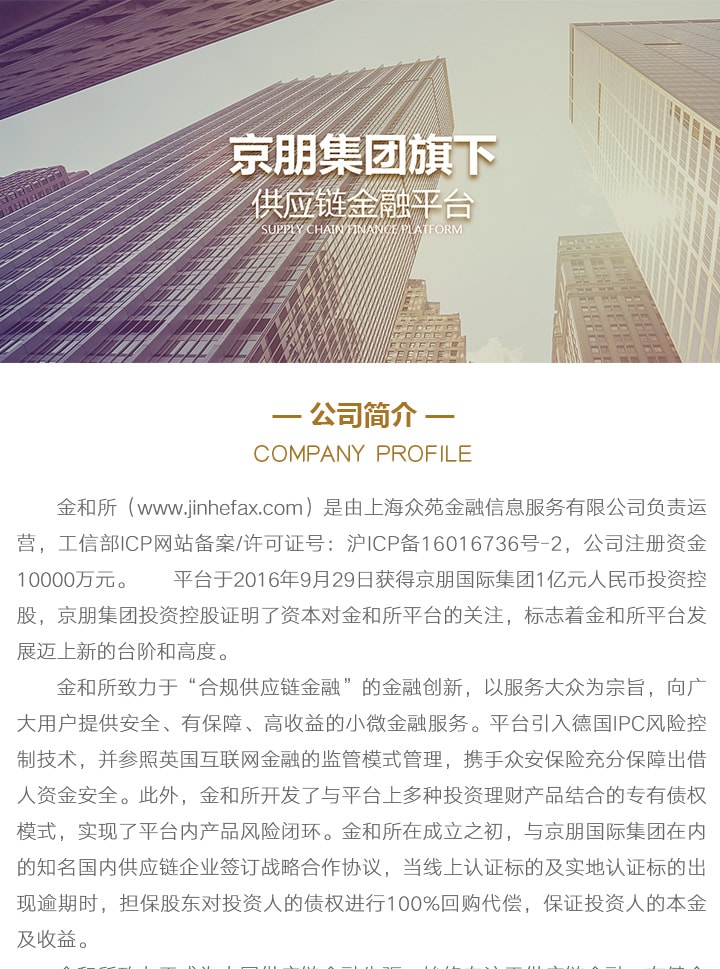 京朋集团旗下
供应链金融平台
SUPPLY CHAIN FINANCE PLATFORM
— 公司简介 —
COMPANY PROFILE
金和所（www.jinhefax.com）是由上海众苑金融信息服务有限公司负责运
营，工信部ICP网站备案/许可证号：沪ICP备16016736号-2，公司注册资金
10000万元。 平台于2016年9月29日获得京朋国际集团1亿元人民币投资控
股，京朋集团投资控股证明了资本对金和所平台的关注，标志着金和所平台发
展迈上新的台阶和高度。
金和所致力于“合规供应链金融”的金融创新，以服务大众为宗旨，向广
大用户提供安全、有保障、高收益的小微金融服务。平台引入德国IPC风险控
制技术，并参照英国互联网金融的监管模式管理，携手众安保险充分保障出借
人资金安全。此外，金和所开发了与平台上多种投资理财产品结合的专有债权
模式，实现了平台内产品风险闭环。金和所在成立之初，与京朋国际集团在内
的知名国内供应链企业签订战略合作协议，当线上认证标的及实地认证标的出
现逾期时，担保股东对投资人的债权进行100%回购代偿，保证投资人的本金
及收益。